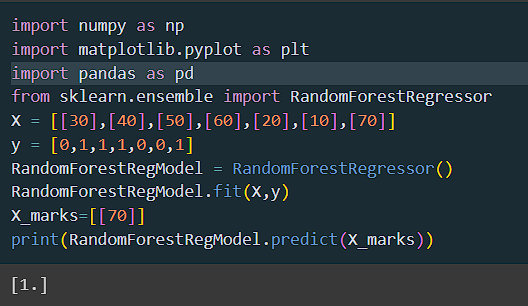 import numpy as np
import matplotlib.pyplot as plt
import pandas as pd
from sklearn.ensemble import RandomForestRegressor
X = [[30],[40],[50],[60],[20],[10],[70]]
y = [0,1,1,1,0,0,1]
RandomForestRegModel = RandomForestRegressor()
RandomForestRegModel.fit(X,y)
X_marks=[[70]]
print(RandomForestRegModel.predict(X_marks))
[1.]